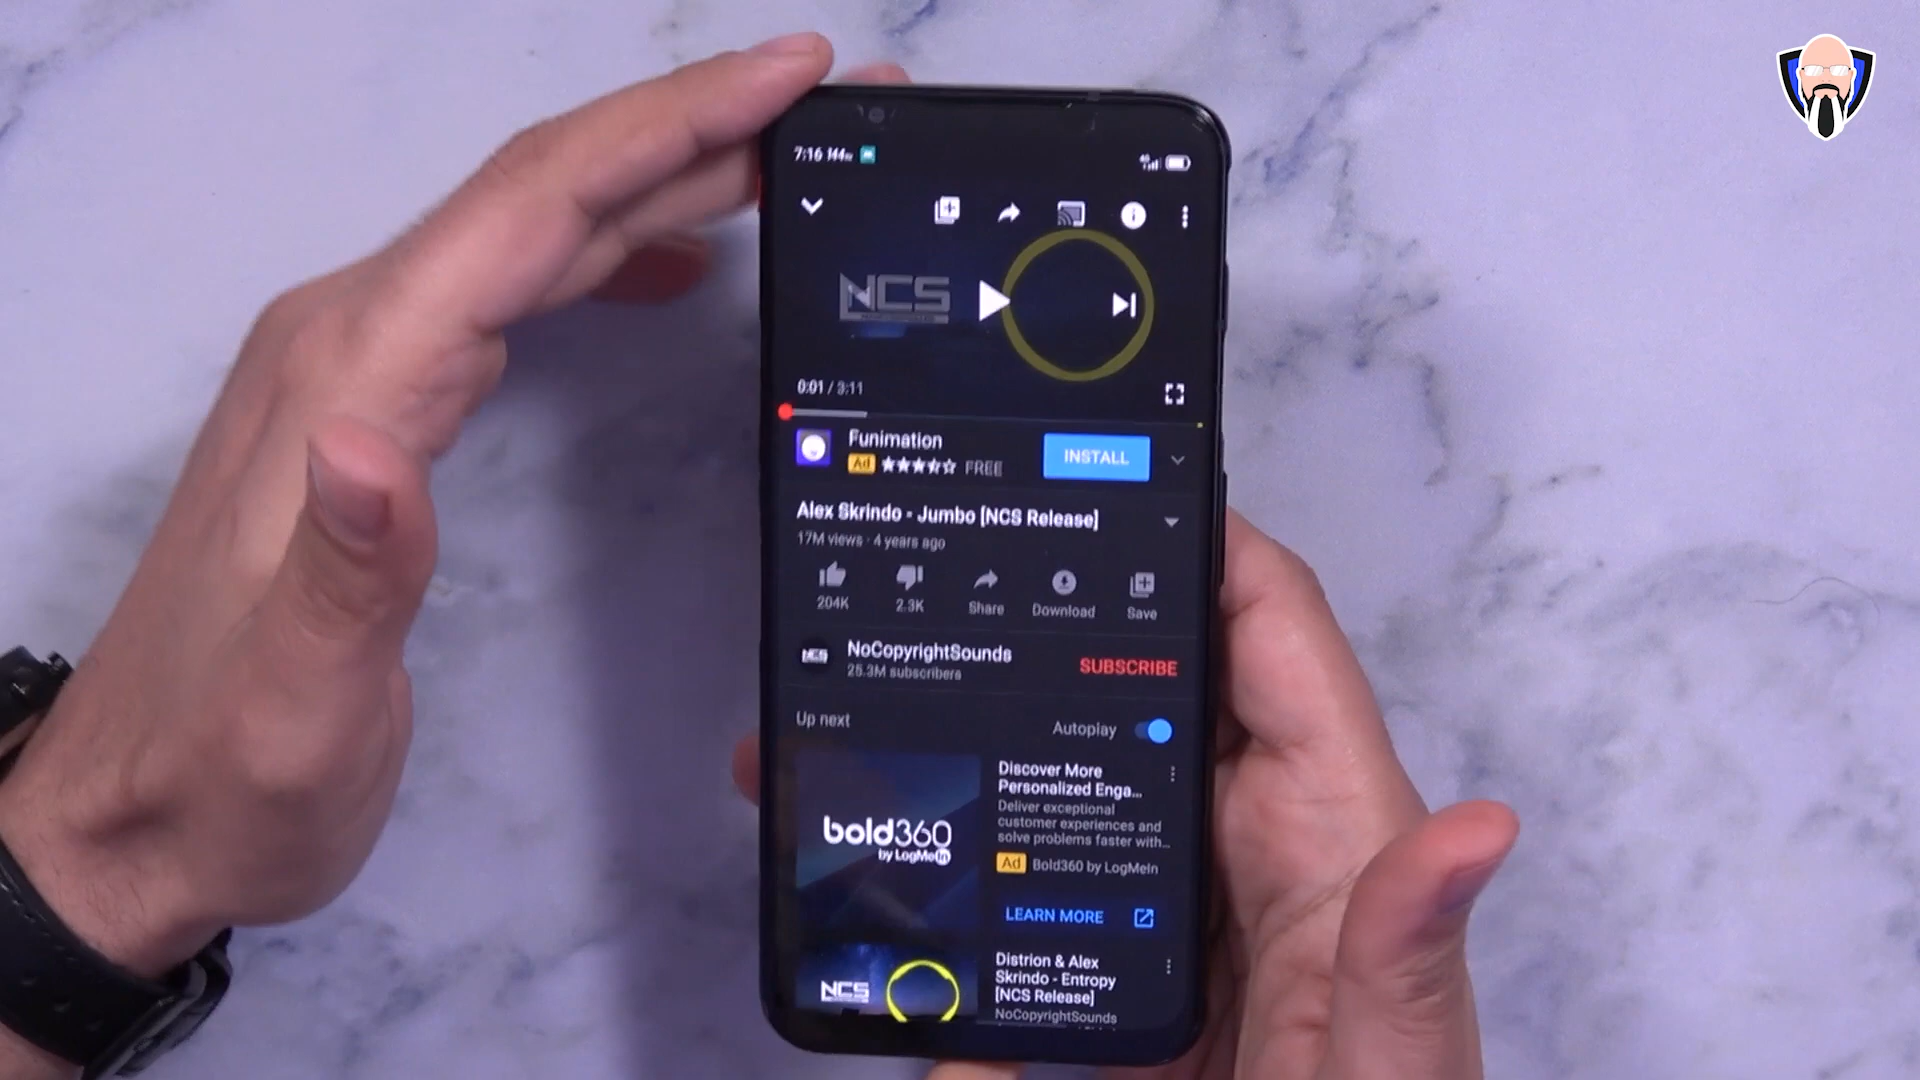 7:16 144Hz
4G
NCS
0:01 / 3:11
Funimation
Ad FREE
INSTALL
Alex Skrindo - Jumbo [NCS Release]
17M views · 4 years ago
204K 2.3K Share Download Save
NCS
NoCopyrightSounds
25.3M subscribers
SUBSCRIBE
Up next
Autoplay
bold360
by LogMeIn
Discover More
Personalized Enga...
Deliver exceptional
customer experiences and
solve problems faster with...
Ad Bold360 by LogMeIn
LEARN MORE
NCS
Distrion & Alex
Skrindo - Entropy
[NCS Release]
NoCopyrightSounds